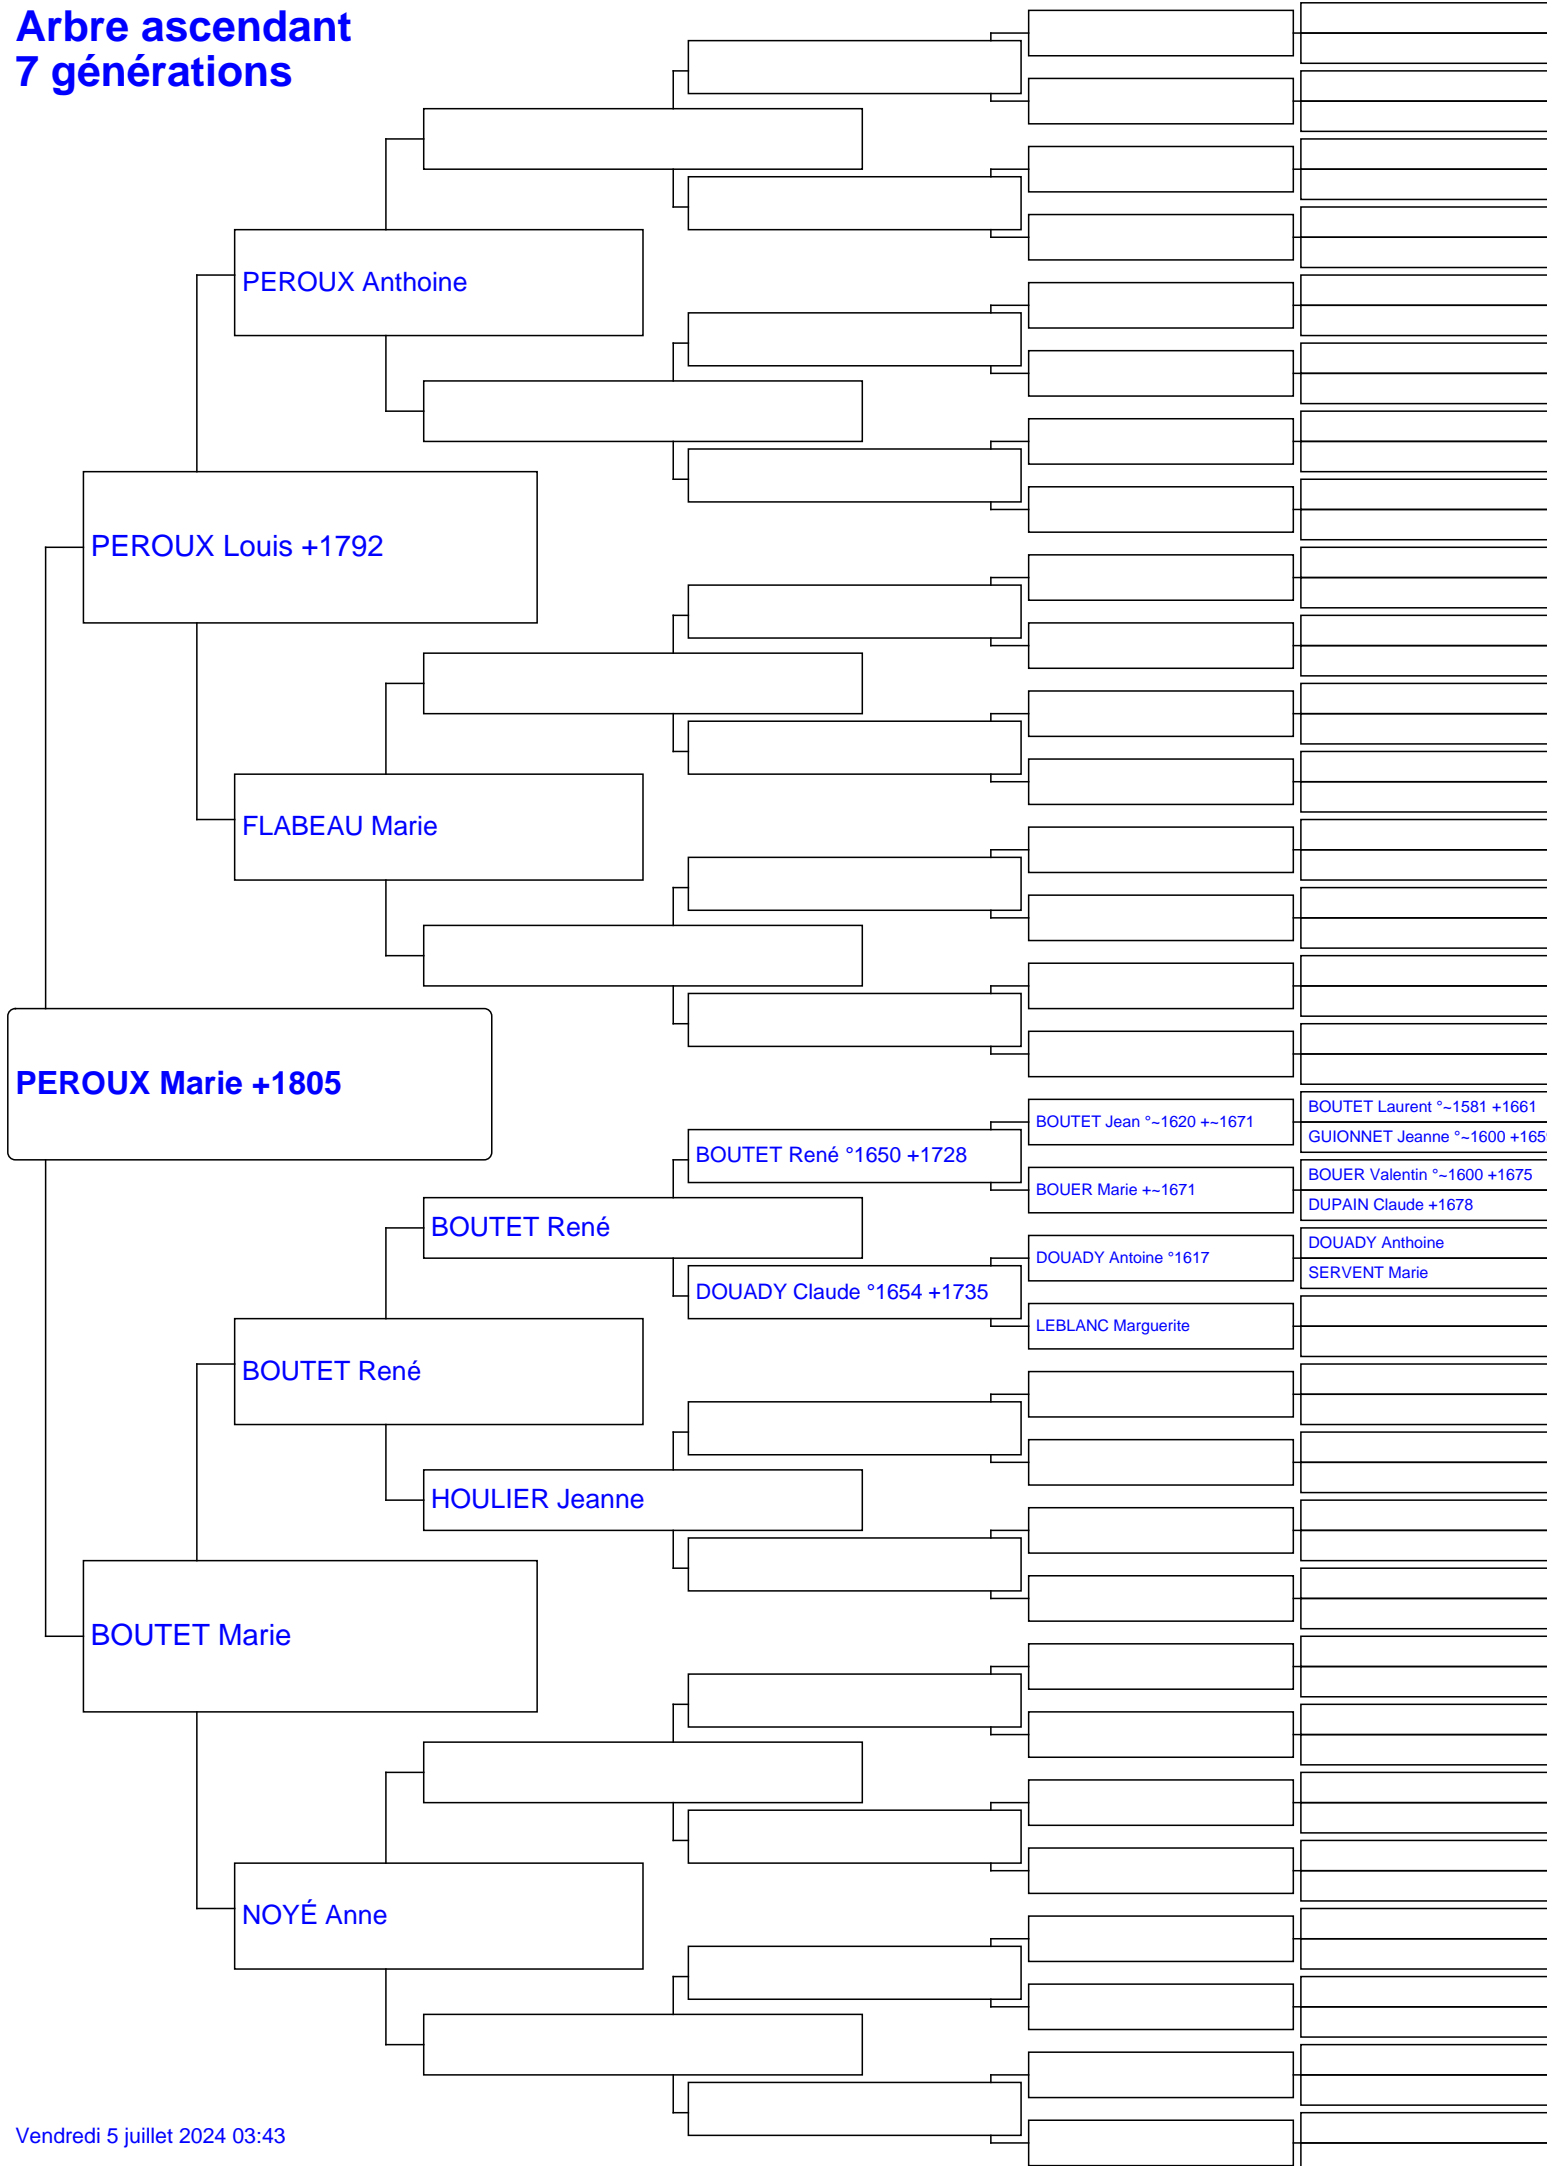 Arbre ascendant
7 générations
PEROUX Anthoine
PEROUX Louis +1792
FLABEAU Marie
PEROUX Marie +1805
BOUTET Jean °~1620 +~1671
BOUTET Laurent °~1581 +1661
GUIONNET Jeanne °~1600
BOUTET René °1650 +1728
BOUER Marie +~1671
BOUER Valentin °~1600 +1675
DUPAIN Claude +1678
BOUTET René
DOUADY Antoine °1617
DOUADY Anthoine
SERVENT Marie
DOUADY Claude °1654 +1735
LEBLANC Marguerite
BOUTET René
HOULIER Jeanne
BOUTET Marie
NOYÉ Anne
Vendredi 5 juillet 2024 03:43